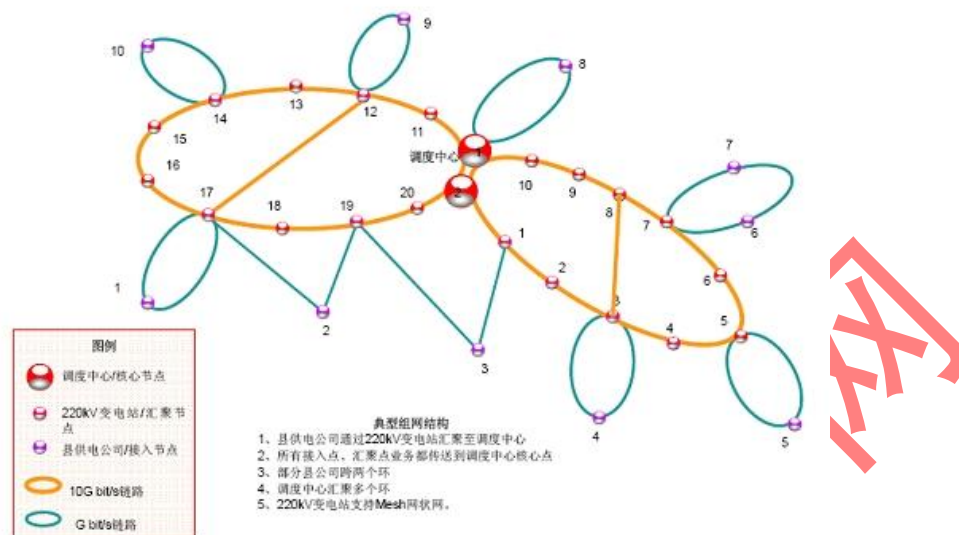 9
10
8
13
12
14
11
15
7
调度中心
1
16
10
9
2
17
20
8
19
7
18
6
1
2
6
1
3
5
2
4
图例
3
调度中心/核心节点
220kV变电站/汇聚节点
县供电公司/接入节点
典型组网结构
4
5
1、县供电公司通过220kV变电站汇聚至调度中心
2、所有接入点、汇聚点业务都传送到调度中心核心点
3、部分县公司跨两个环
4、调度中心汇聚多个环
5、220kV变电站支持Mesh网状网。
10G bit/s链路
G bit/s链路
网